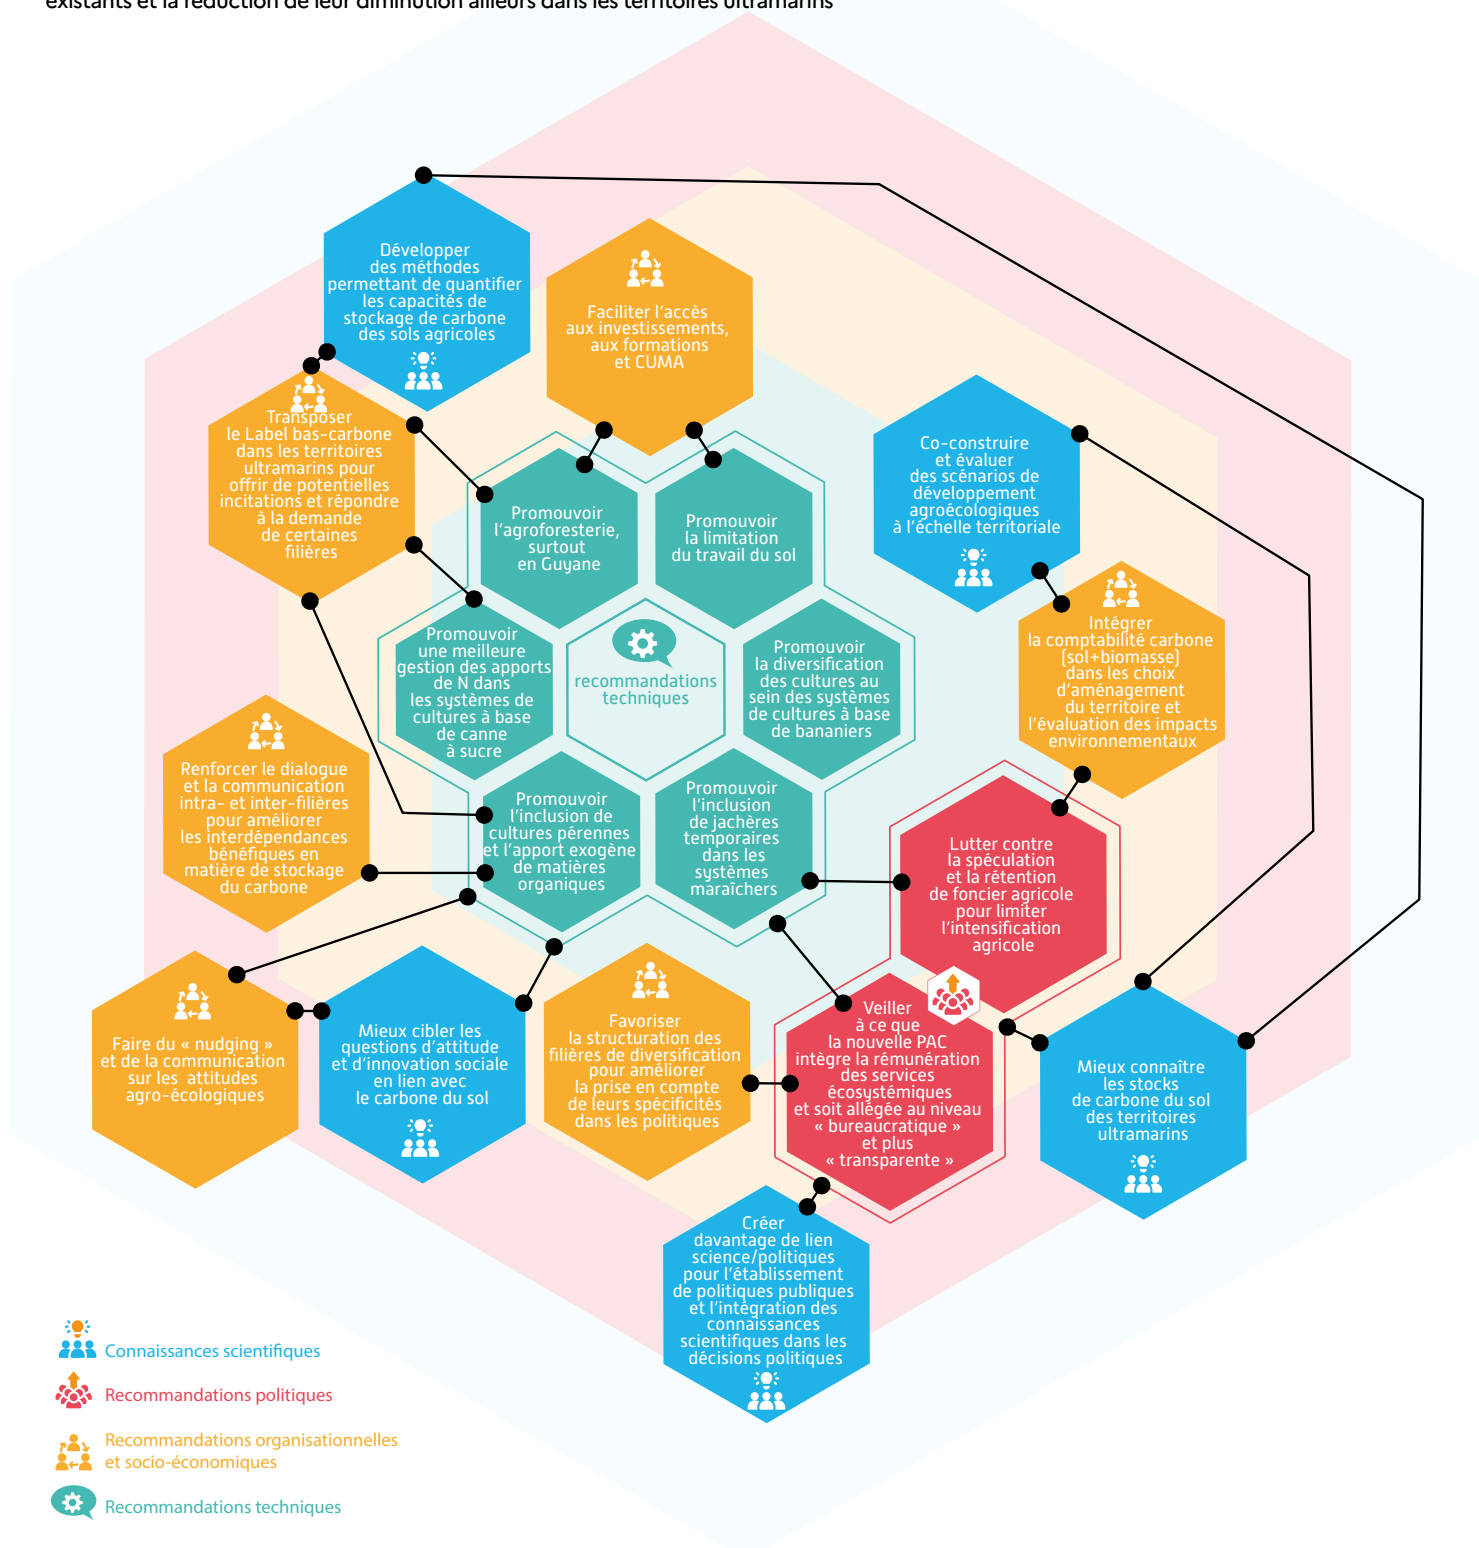 existants et la réduction de leur diminution ailleurs dans les territoires ultramarins
Développer
des méthodes
permettant de quantifier
les capacités de
stockage de carbone
des sols agricoles
Faciliter l'accès
aux investissements,
aux formations
et CUMA
Transposer
le Label bas-carbone
dans les territoires
ultramarins pour
offrir de potentielles
incitations et répondre
à la demande
de certaines
filières
Co-construire
et évaluer
des scénarios de
développement
agroécologiques
à l'échelle territoriale
Promouvoir
l'agroforesterie,
surtout
en Guyane
Promouvoir
la limitation
du travail du sol
Promouvoir
une meilleure
gestion des apports
de N dans
les systèmes de
cultures à base
de canne
à sucre
recommandations
techniques
Promouvoir
la diversification
des cultures au
sein des systèmes
de cultures à base
de bananiers
Intégrer
la comptabilité carbone
(sol+biomasse)
dans les choix
d'aménagement
du territoire et
l'évaluation des impacts
environnementaux
Renforcer le dialogue
et la communication
intra- et inter-filières
pour améliorer
les interdépendances
bénéfiques en
matière de stockage
du carbone
Promouvoir
l'inclusion de
cultures pérennes
et l'apport exogène
de matières
organiques
Promouvoir
l'inclusion
de jachères
temporaires
dans les
systèmes
maraîchers
Lutter contre
la spéculation
et la rétention
de foncier agricole
pour limiter
l'intensification
agricole
Faire du « nudging »
et de la communication
sur les attitudes
agro-écologiques
Mieux cibler les
questions d'attitude
et d'innovation sociale
en lien avec
le carbone du sol
Favoriser
la structuration des
filières de diversification
pour améliorer
la prise en compte
de leurs spécificités
dans les politiques
Veiller
à ce que
la nouvelle PAC
intègre la rémunération
des services
écosystémiques
et soit allégée au niveau
« bureaucratique »
et plus
« transparente »
Mieux connaître
les stocks
de carbone du sol
des territoires
ultramarins
Créer
davantage de lien
science/politiques
pour l'établissement
de politiques publiques
et l'intégration des
connaissances
scientifiques dans les
décisions politiques
Connaissances scientifiques
Recommandations politiques
Recommandations organisationnelles
et socio-économiques
Recommandations techniques